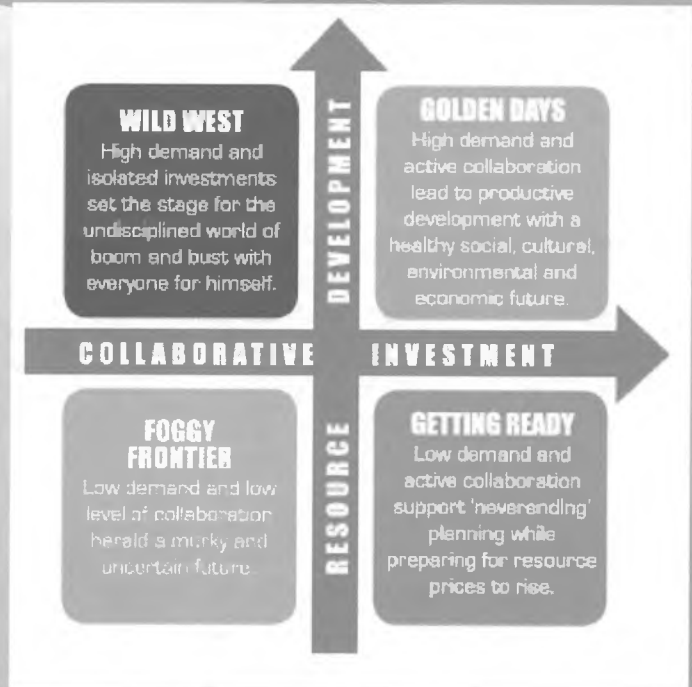 WILD WEST
High demand and
isolated investments
set the stage for the
undisciplined world of
boom and bust with
everyone for himself.
GOLDEN DAYS
High demand and
active collaboration
lead to productive
development with a
healthy social, cultural,
environmental and
economic future.
COLLABORATIVE INVESTMENT
RESOURCE DEVELOPMENT
FOGGY
FRONTIER
Low demand and low
level of collaboration
herald a murky and
uncertain future.
GETTING READY
Low demand and
active collaboration
support 'neverending'
planning while
preparing for resource
prices to rise.